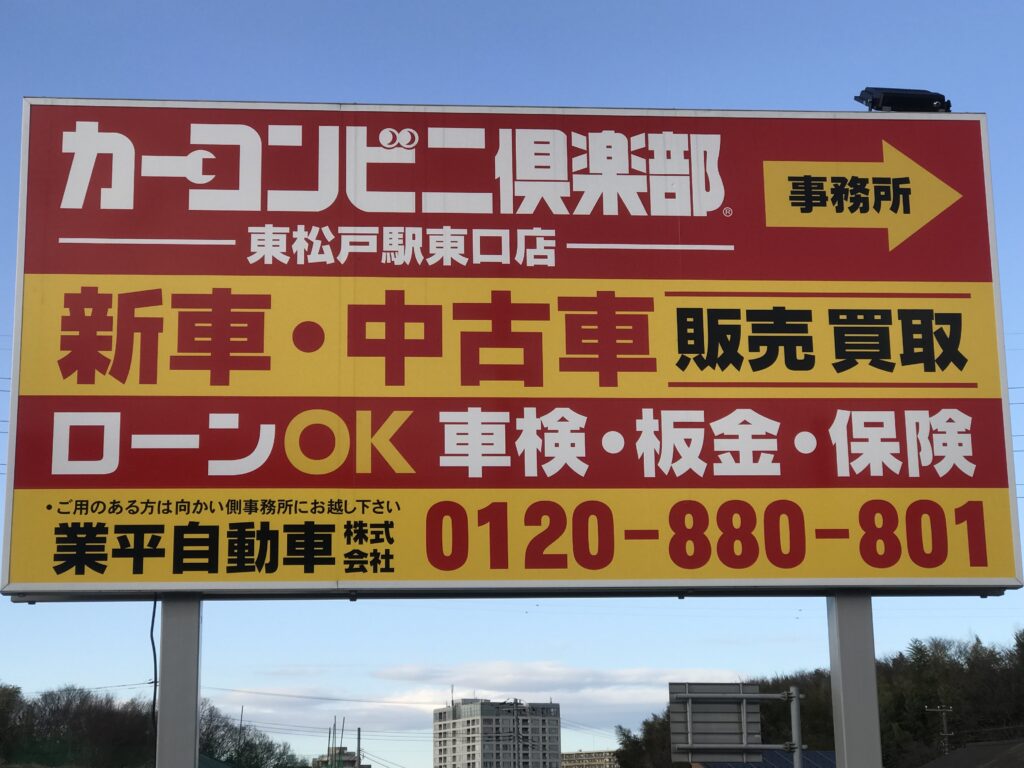 カーコンビニ倶楽部®
事務所
東松戸駅東口店
新車・中古車 販売 買取
ローンOK 車検・板金・保険
・ご用のある方は向かい側事務所にお越し下さい
業平自動車 株式会社 0120-880-801